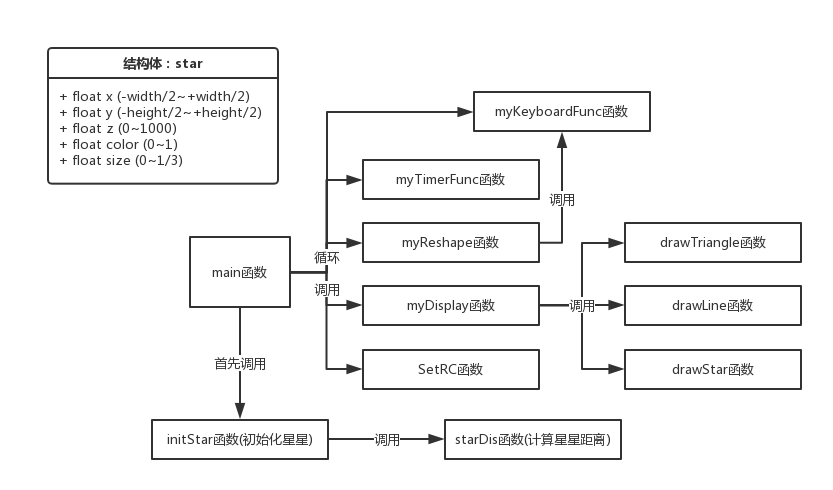 结构体：star
+ float x (-width/2~+width/2)
+ float y (-height/2~+height/2)
+ float z (0~1000)
+ float color (0~1)
+ float size (0~1/3)
myKeyboardFunc函数
myTimerFunc函数
调用
myReshape函数
drawTriangle函数
main函数
循环
调用
myDisplay函数
调用
drawLine函数
首先调用
SetRC函数
drawStar函数
initStar函数(初始化星星)
调用
starDis函数(计算星星距离)